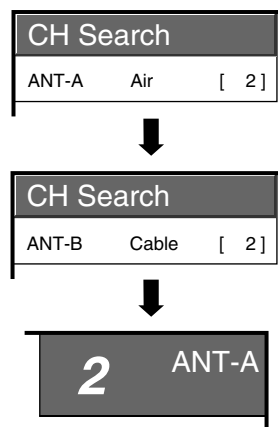 CH Search
ANT-A Air [ 2 ]
CH Search
ANT-B Cable [ 2 ]
2 ANT-A